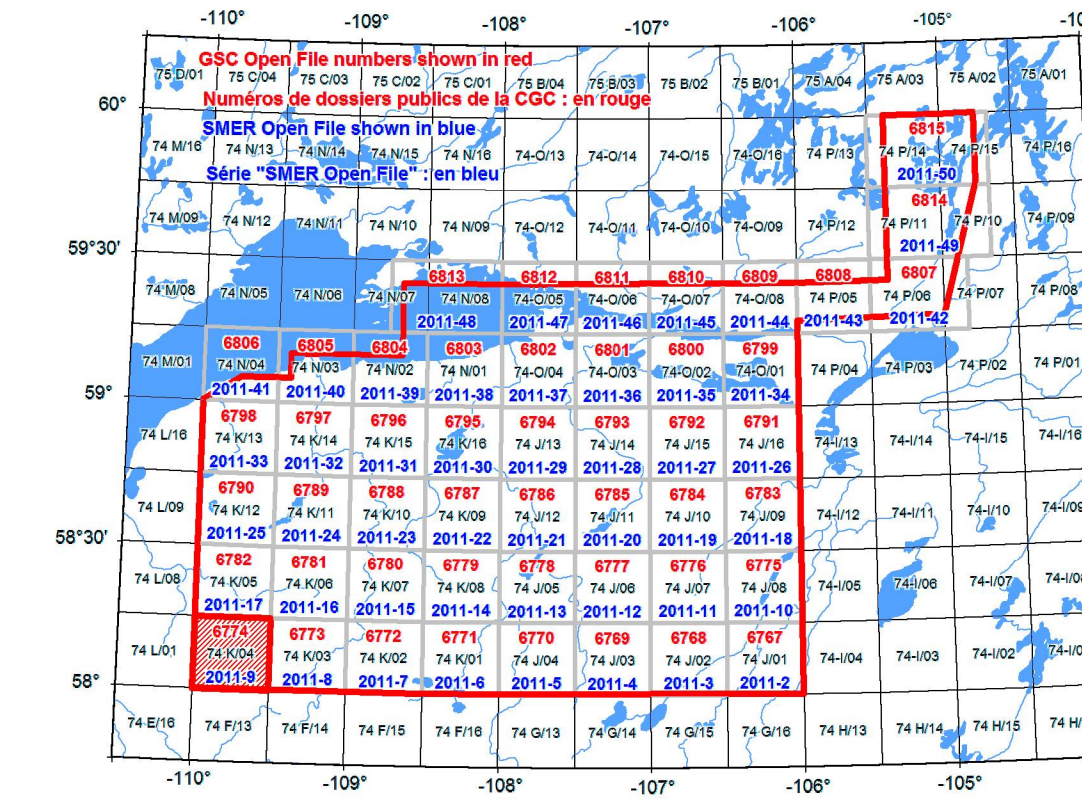 -110° -109° -108° -107° -106° -105° -10
GSC Open File numbers shown in red
75 D/01 75 C/04 75 C/03 75 C/02 75 C/01 75 B/04 75 B/03 75 B/02 75 B/01 75 A/04 75 A/03 75 A/02 75 A/01
60°
Numéros de dossiers publics de la CGC : en rouge
SMER Open File shown in blue
6815
74 M/16 74 N/13 74 N/14 74 N/15 74 N/16 74-O/13 74-O/14 74-O/15 74-O/16 74 P/13 74 P/14 74 P/15 74 P/16
Série "SMER Open File" : en bleu
2011-50
6814
74 M/09 74 N/12 74 N/11 74 N/10 74 N/09 74-O/12 74-O/11 74-O/10 74-O/09 74 P/12 74 P/11 74 P/10 74 P/09
59°30'
2011-49
6813 6812 6811 6810 6809 6808 6807
74 M/08 74 N/05 74 N/06 74 N/07 74 N/08 74-O/05 74-O/06 74-O/07 74-O/08 74 P/05 74 P/06 74 P/07 74 P/08
2011-48 2011-47 2011-46 2011-45 2011-44 2011-43 2011-42
6806 6805 6804 6803 6802 6801 6800 6799
74 M/01 74 N/04 74 N/03 74 N/02 74 N/01 74-O/04 74-O/03 74-O/02 74-O/01 74 P/04 74 P/03 74 P/02 74 P/01
59°
2011-41 2011-40 2011-39 2011-38 2011-37 2011-36 2011-35 2011-34
6798 6797 6796 6795 6794 6793 6792 6791
74 L/16 74 K/13 74 K/14 74 K/15 74 K/16 74 J/13 74 J/14 74 J/15 74 J/16 74-I/13 74-I/14 74-I/15 74-I/16
2011-33 2011-32 2011-31 2011-30 2011-29 2011-28 2011-27 2011-26
6790 6789 6788 6787 6786 6785 6784 6783
74 L/09 74 K/12 74 K/11 74 K/10 74 K/09 74 J/12 74 J/11 74 J/10 74 J/09 74-I/12 74-I/11 74-I/10 74-I/09
58°30'
2011-25 2011-24 2011-23 2011-22 2011-21 2011-20 2011-19 2011-18
6782 6781 6780 6779 6778 6777 6776 6775
74 L/08 74 K/05 74 K/06 74 K/07 74 K/08 74 J/05 74 J/06 74 J/07 74 J/08 74-I/05 74-I/06 74-I/07 74-I/08
2011-17 2011-16 2011-15 2011-14 2011-13 2011-12 2011-11 2011-10
6774 6773 6772 6771 6770 6769 6768 6767
74 L/01 74 K/04 74 K/03 74 K/02 74 K/01 74 J/04 74 J/03 74 J/02 74 J/01 74-I/04 74-I/03 74-I/02 74-I/0
58°
2011-9 2011-8 2011-7 2011-6 2011-5 2011-4 2011-3 2011-2
74 E/16 74 F/13 74 F/14 74 F/15 74 F/16 74 G/13 74 G/14 74 G/15 74 G/16 74 H/13 74 H/14 74 H/15 74 H/
-110° -109° -108° -107° -106° -105°